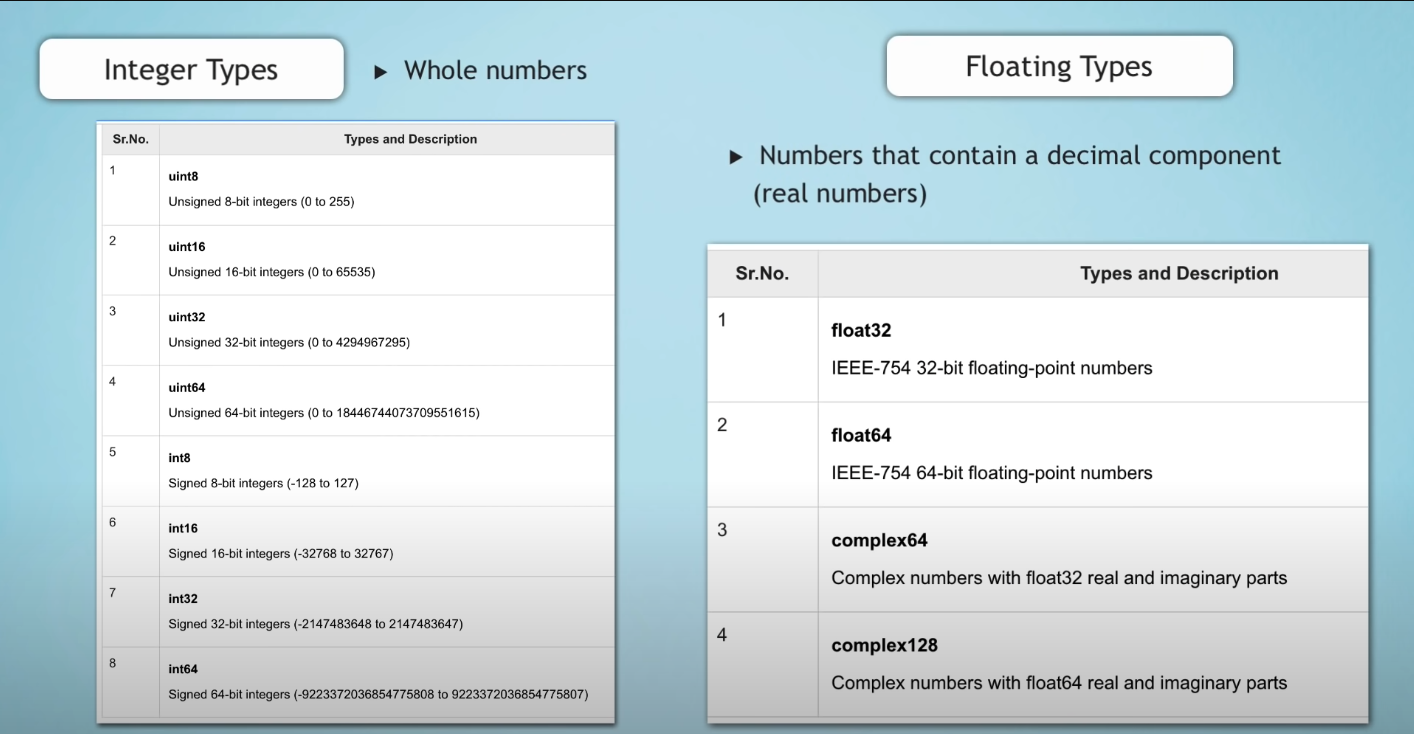 Integer Types
▶ Whole numbers
Sr.No. Types and Description
1
uint8
Unsigned 8-bit integers (0 to 255)
2
uint16
Unsigned 16-bit integers (0 to 65535)
3
uint32
Unsigned 32-bit integers (0 to 4294967295)
4
uint64
Unsigned 64-bit integers (0 to 18446744073709551615)
5
int8
Signed 8-bit integers (-128 to 127)
6
int16
Signed 16-bit integers (-32768 to 32767)
7
int32
Signed 32-bit integers (-2147483648 to 2147483647)
8
int64
Signed 64-bit integers (-9223372036854775808 to 9223372036854775807)
Floating Types
▶ Numbers that contain a decimal component
(real numbers)
Sr.No. Types and Description
1
float32
IEEE-754 32-bit floating-point numbers
2
float64
IEEE-754 64-bit floating-point numbers
3
complex64
Complex numbers with float32 real and imaginary parts
4
complex128
Complex numbers with float64 real and imaginary parts